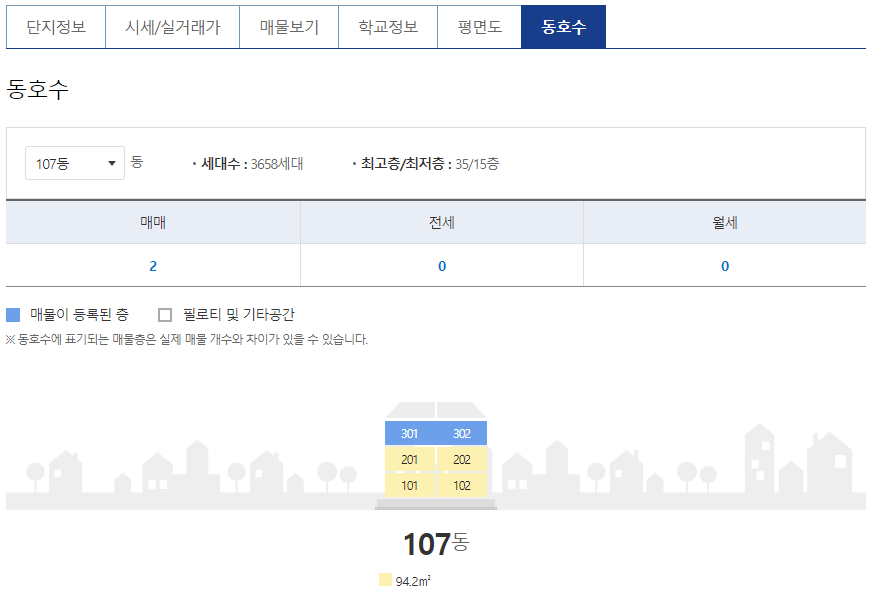 단지정보 시세/실거래가 매물보기 학교정보 평면도 동호수
동호수
107동 동 · 세대수 : 3658세대 · 최고층/최저층 : 35/15층
매매 전세 월세
2 0 0
매물이 등록된 층 필로티 및 기타공간
※ 동호수에 표기되는 매물층은 실제 매물 개수와 차이가 있을 수 있습니다.
301 302
201 202
101 102
107동
94.2㎡